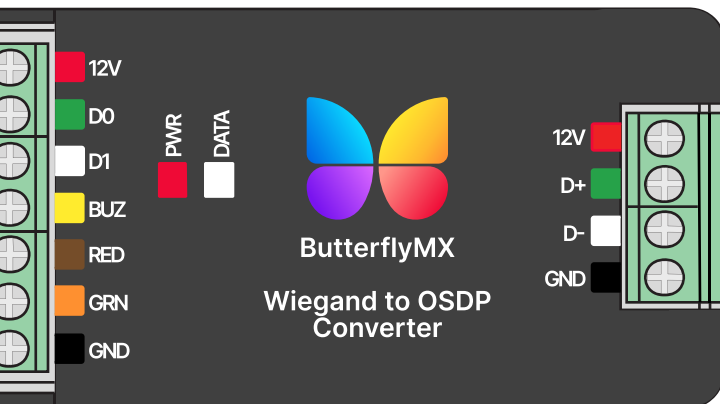 12V
D0
D1
BUZ
RED
GRN
GND
PWR
DATA
ButterflyMX
Wiegand to OSDP
Converter
12V
D+
D-
GND